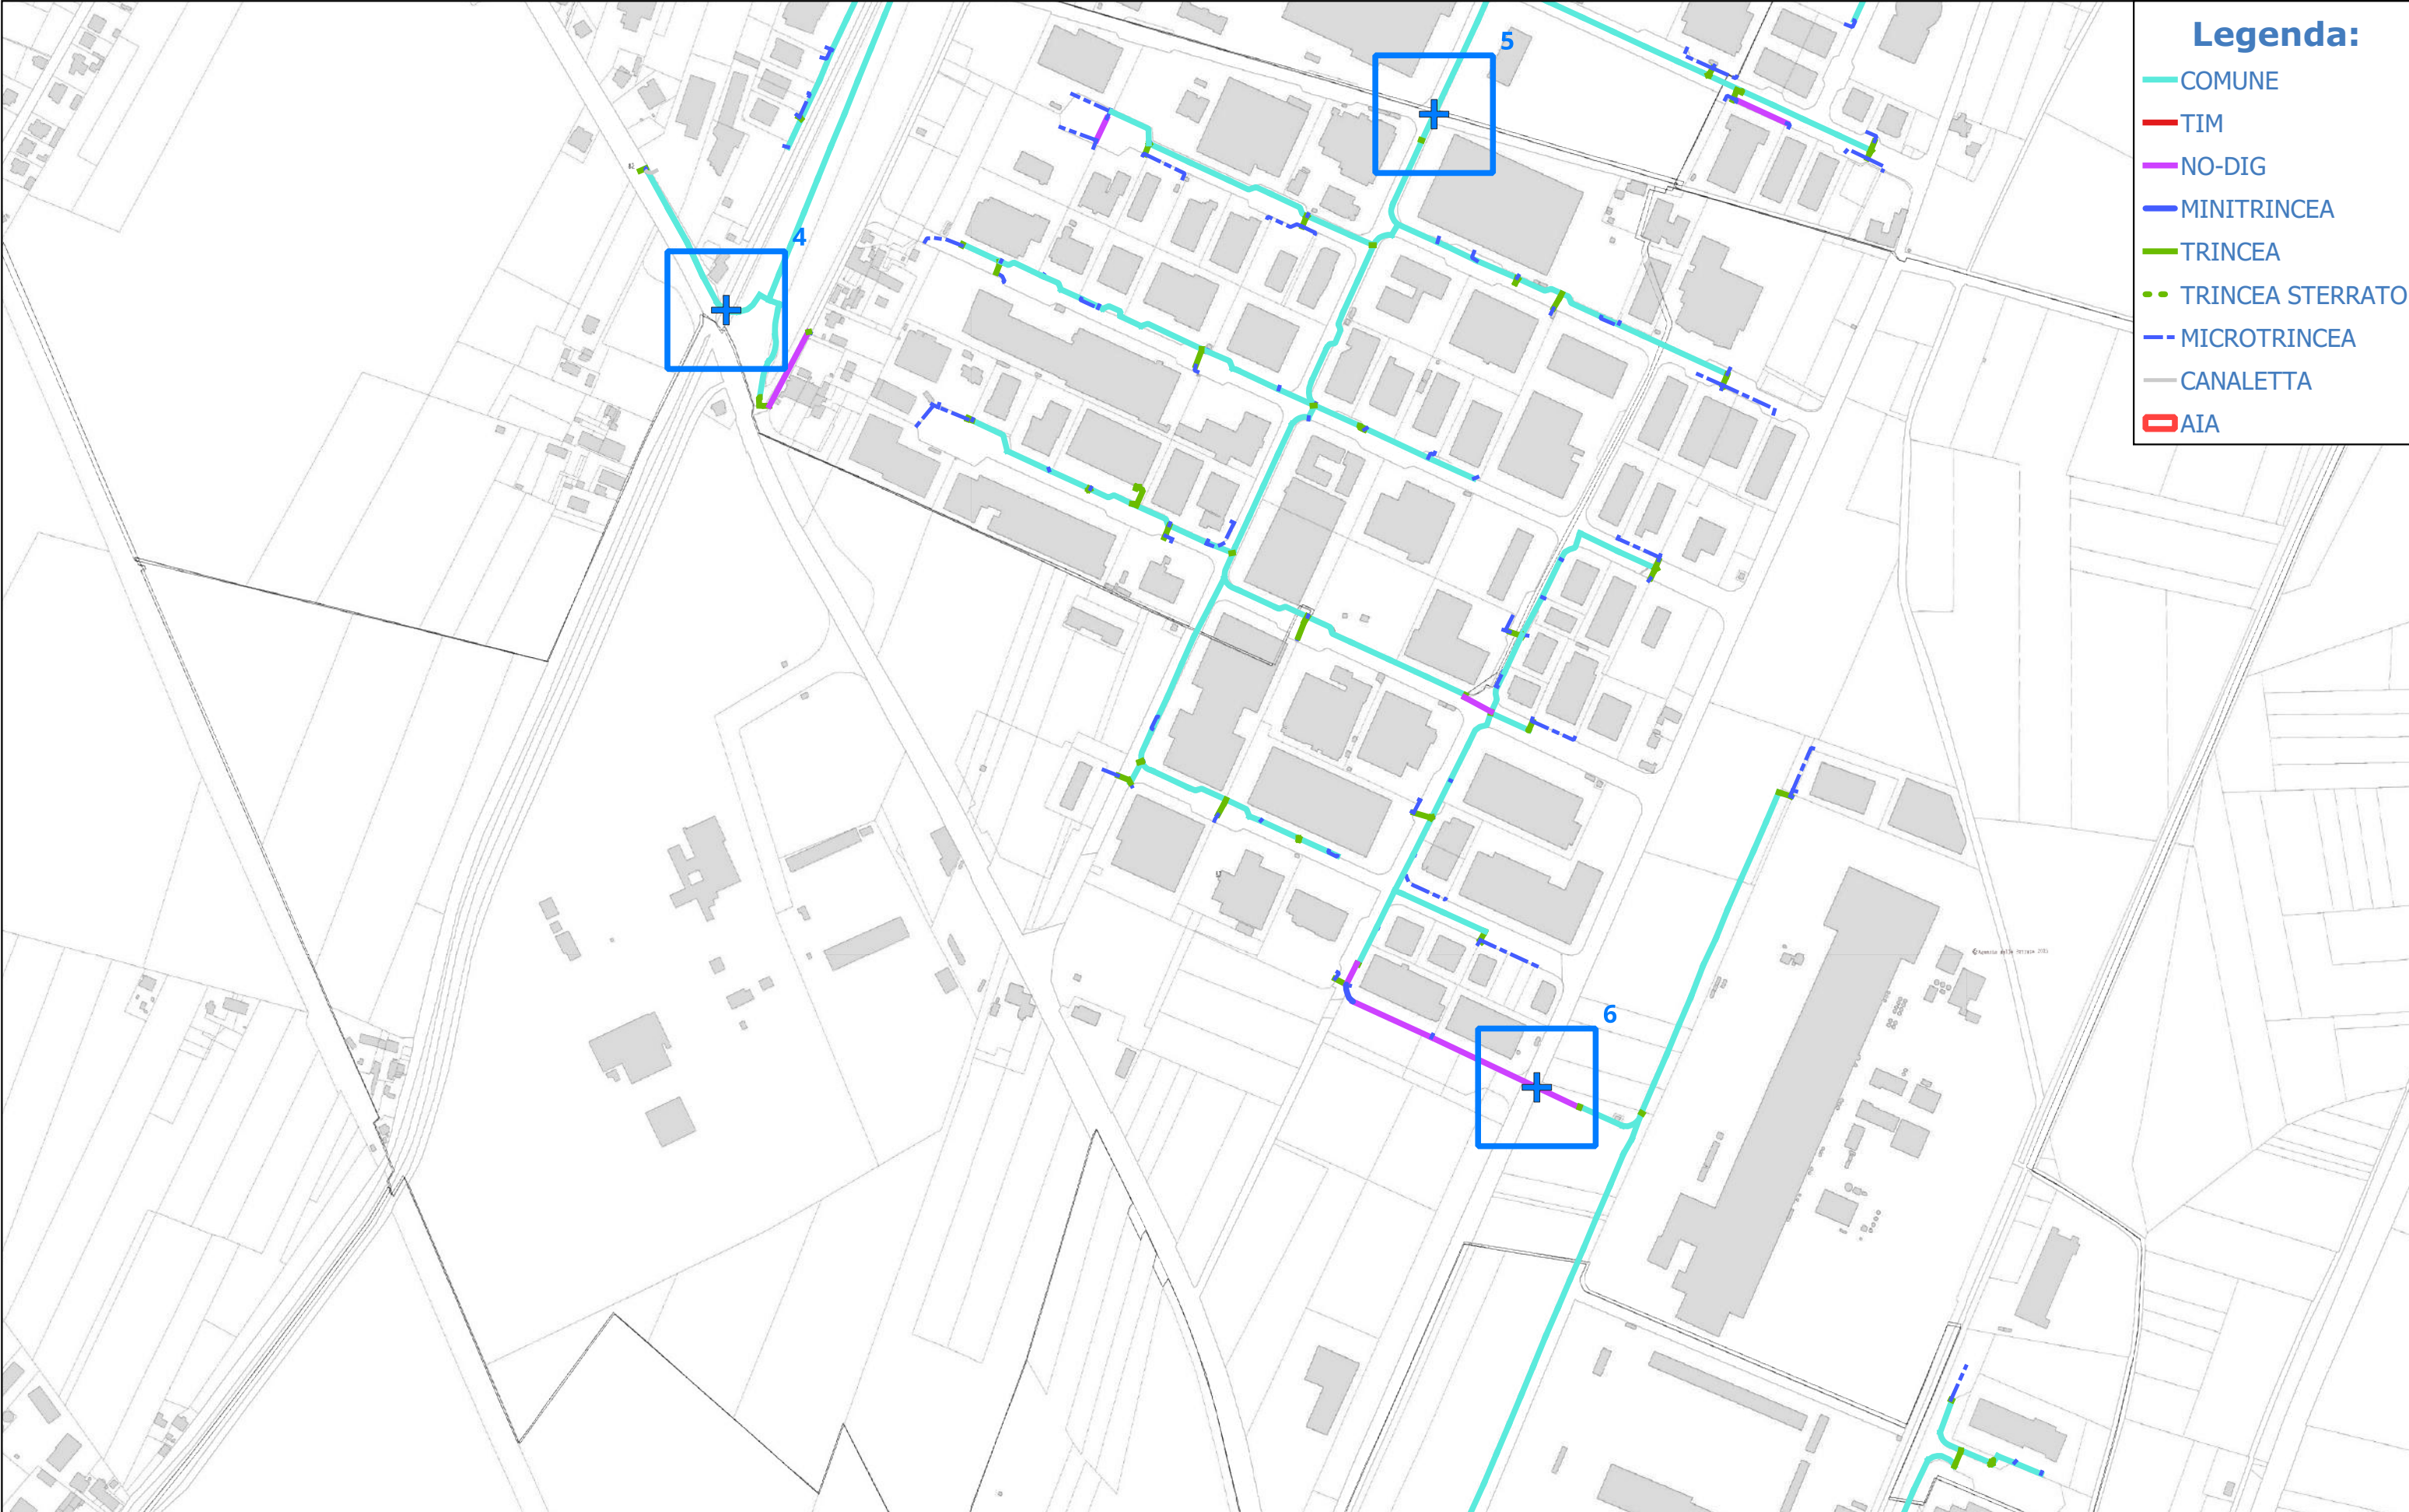 Legenda:
COMUNE
TIM
NO-DIG
MINITRINCEA
TRINCEA
TRINCEA STERRATO
MICROTRINCEA
CANALETTA
AIA
5
4
6